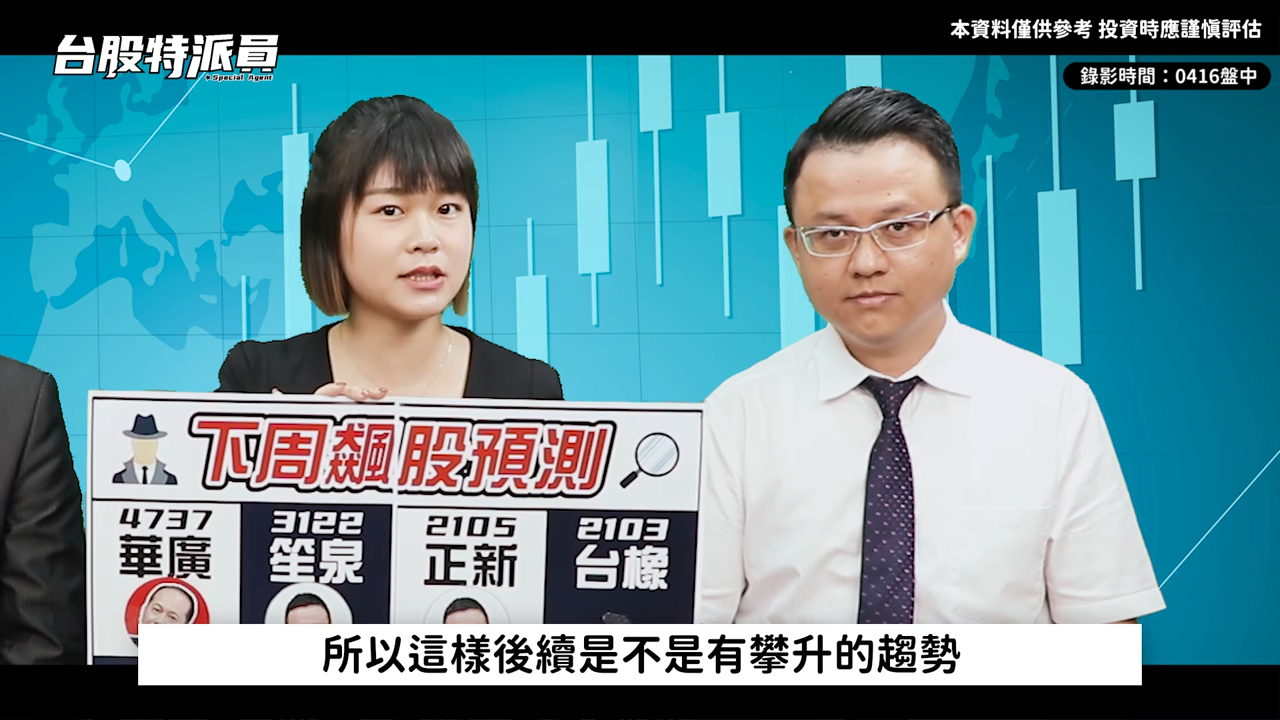 本資料僅供參考 投資時應謹慎評估
台股特派員
Special Agent
錄影時間：0416盤中
下周飆股預測
4737
華廣
3122
笙泉
2105
正新
2103
台橡
所以這樣後續是不是有攀升的趨勢